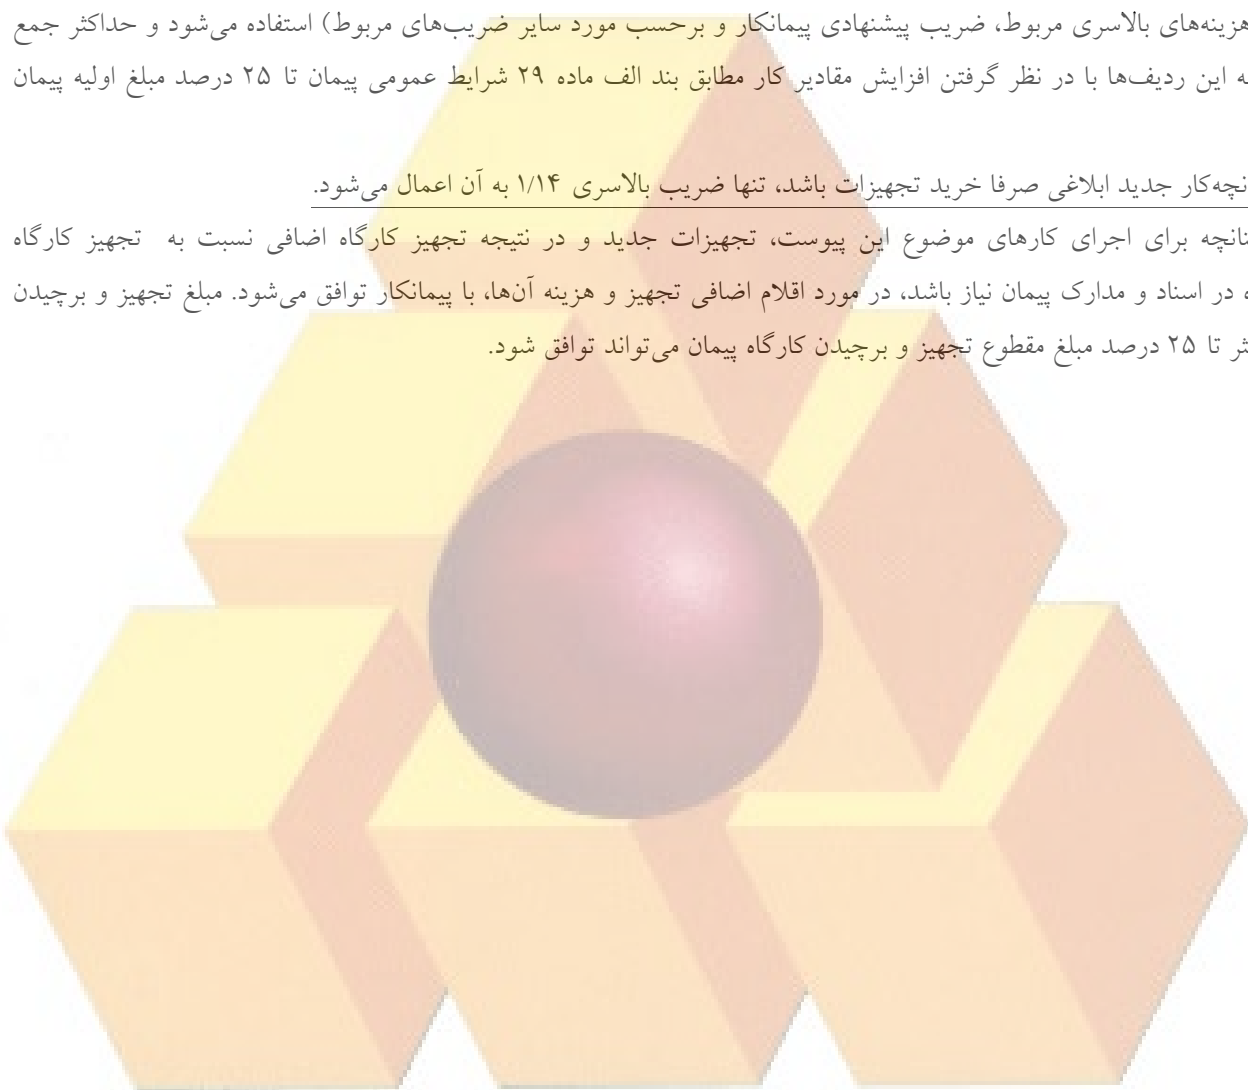 هزینه‌های بالاسری مربوط، ضریب پیشنهادی پیمانکار و برحسب مورد سایر ضریب‌های مربوط) استفاده می‌شود و حداکثر جمع
این ردیف‌ها با در نظر گرفتن افزایش مقادیر کار مطابق بند الف ماده ۲۹ شرایط عمومی پیمان تا ۲۵ درصد مبلغ اولیه پیمان
جدید ابلاغی صرفا خرید تجهیزات باشد، تنها ضریب بالاسری ۱/۱۴ به آن اعمال می‌شود.
برای اجرای کارهای موضوع این پیوست، تجهیزات جدید و در نتیجه تجهیز کارگاه اضافی نسبت به تجهیز کارگاه
در اسناد و مدارک پیمان نیاز باشد، در مورد اقلام اضافی تجهیز و هزینه آن‌ها، با پیمانکار توافق می‌شود. مبلغ تجهیز و برچیدن
تا ۲۵ درصد مبلغ مقطوع تجهیز و برچیدن کارگاه پیمان می‌تواند توافق شود.